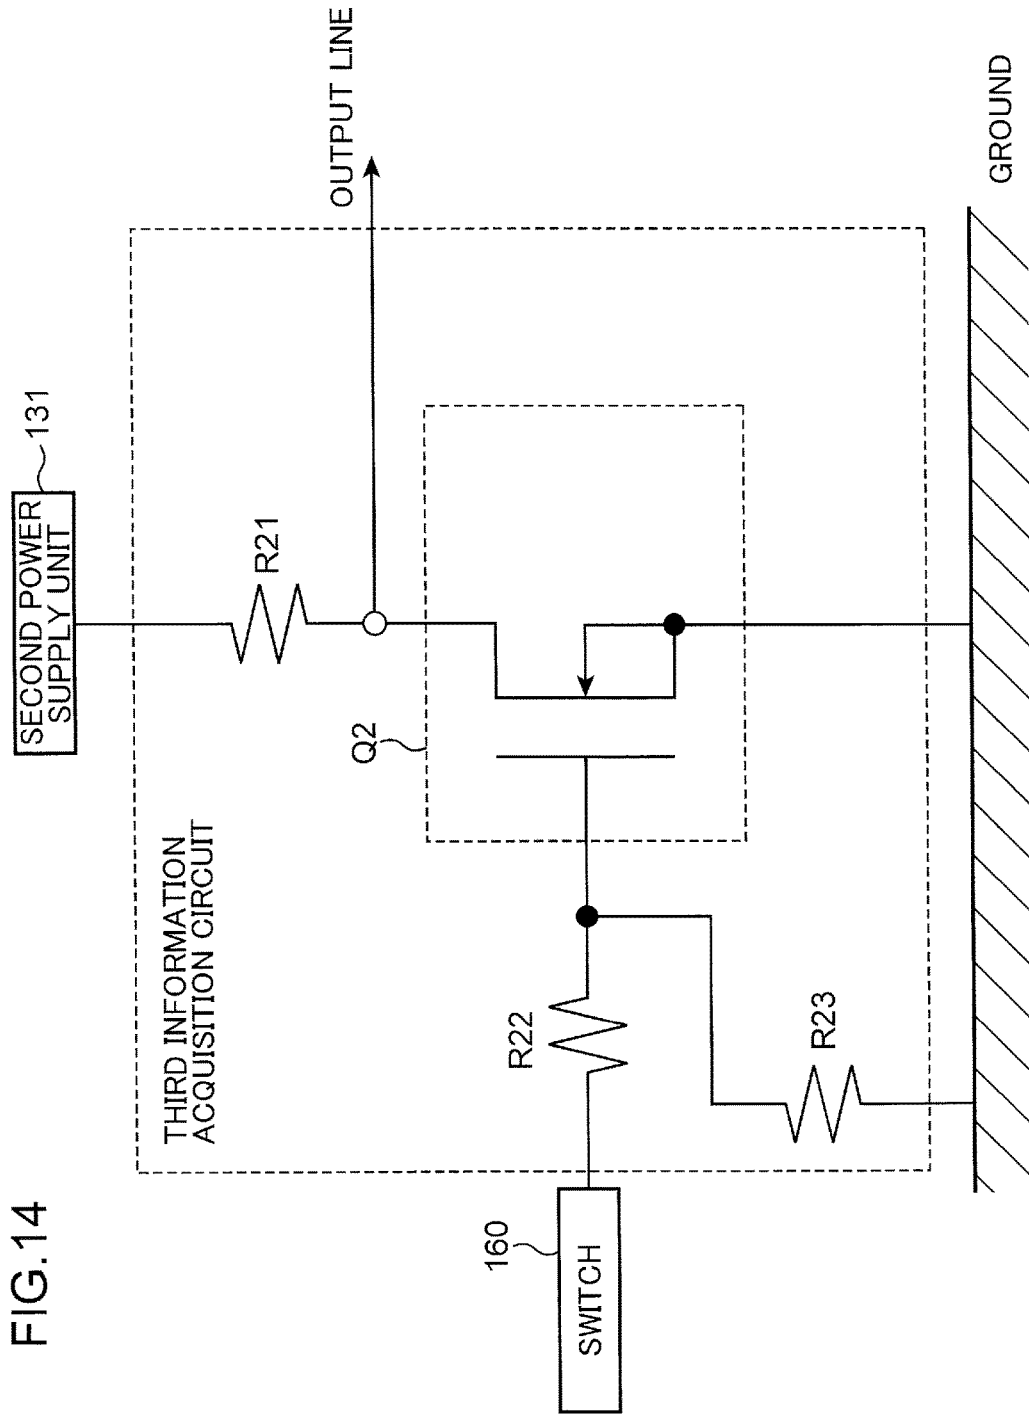 FIG.14
SECOND POWER
SUPPLY UNIT
131
THIRD INFORMATION
ACQUISITION CIRCUIT
R21
OUTPUT LINE
Q2
160
SWITCH
R22
R23
GROUND